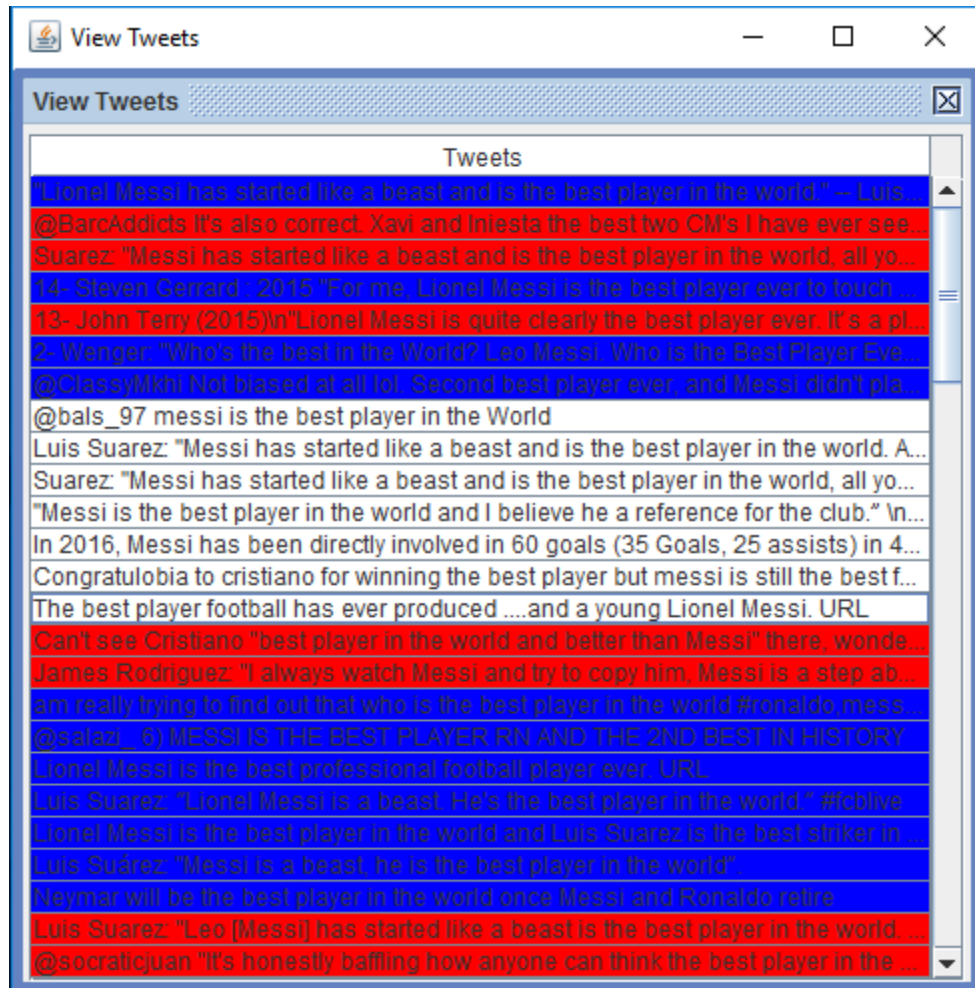 View Tweets
View Tweets
Tweets
"Lionel Messi has started like a beast and is the best player in the world." -- Luis...
@BarcAddicts It's also correct. Xavi and Iniesta the best two CM's I have ever see...
Suarez: "Messi has started like a beast and is the best player in the world, all yo...
14- Steven Gerrard : 2015 "For me, Lionel Messi is the best player ever to touch ...
13- John Terry (2015)\n"Lionel Messi is quite clearly the best player ever. It's a pl...
2- Wenger: "Who's the best in the World? Leo Messi. Who is the Best Player Eve...
@ClassyMkhi Not biased at all lol. Second best player ever, and Messi didn't pla...
@bals_97 messi is the best player in the World
Luis Suarez: "Messi has started like a beast and is the best player in the world. A...
Suarez: "Messi has started like a beast and is the best player in the world, all yo...
"Messi is the best player in the world and I believe he a reference for the club.” \n...
In 2016, Messi has been directly involved in 60 goals (35 Goals, 25 assists) in 4...
Congratulobia to cristiano for winning the best player but messi is still the best f...
The best player football has ever produced ....and a young Lionel Messi. URL
Can't see Cristiano "best player in the world and better than Messi" there, wonde...
James Rodriguez: "I always watch Messi and try to copy him, Messi is a step ab...
am really trying to find out that who is the best player in the world #ronaldo,mess...
@salazi_ 6) MESSI IS THE BEST PLAYER RN AND THE 2ND BEST IN HISTORY
Lionel Messi is the best professional football player ever. URL
Luis Suarez: “Lionel Messi is a beast. He's the best player in the world.” #fcblive
Lionel Messi is the best player in the world and Luis Suarez is the best striker in ...
Luis Suárez: "Messi is a beast, he is the best player in the world".
Neymar will be the best player in the world once Messi and Ronaldo retire
Luis Suarez: "Leo [Messi] has started like a beast is the best player in the world. ...
@socraticjuan "It's honestly baffling how anyone can think the best player in the ...